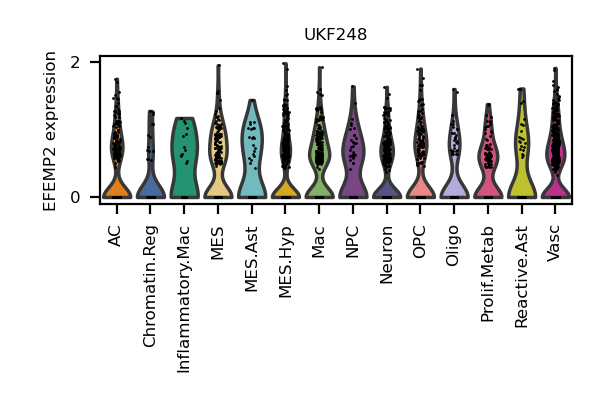 UKF248
EFEMP2 expression
2
0
AC
Chromatin.Reg
Inflammatory.Mac
MES
MES.Ast
MES.Hyp
Mac
NPC
Neuron
OPC
Oligo
Prolif.Metab
Reactive.Ast
Vasc